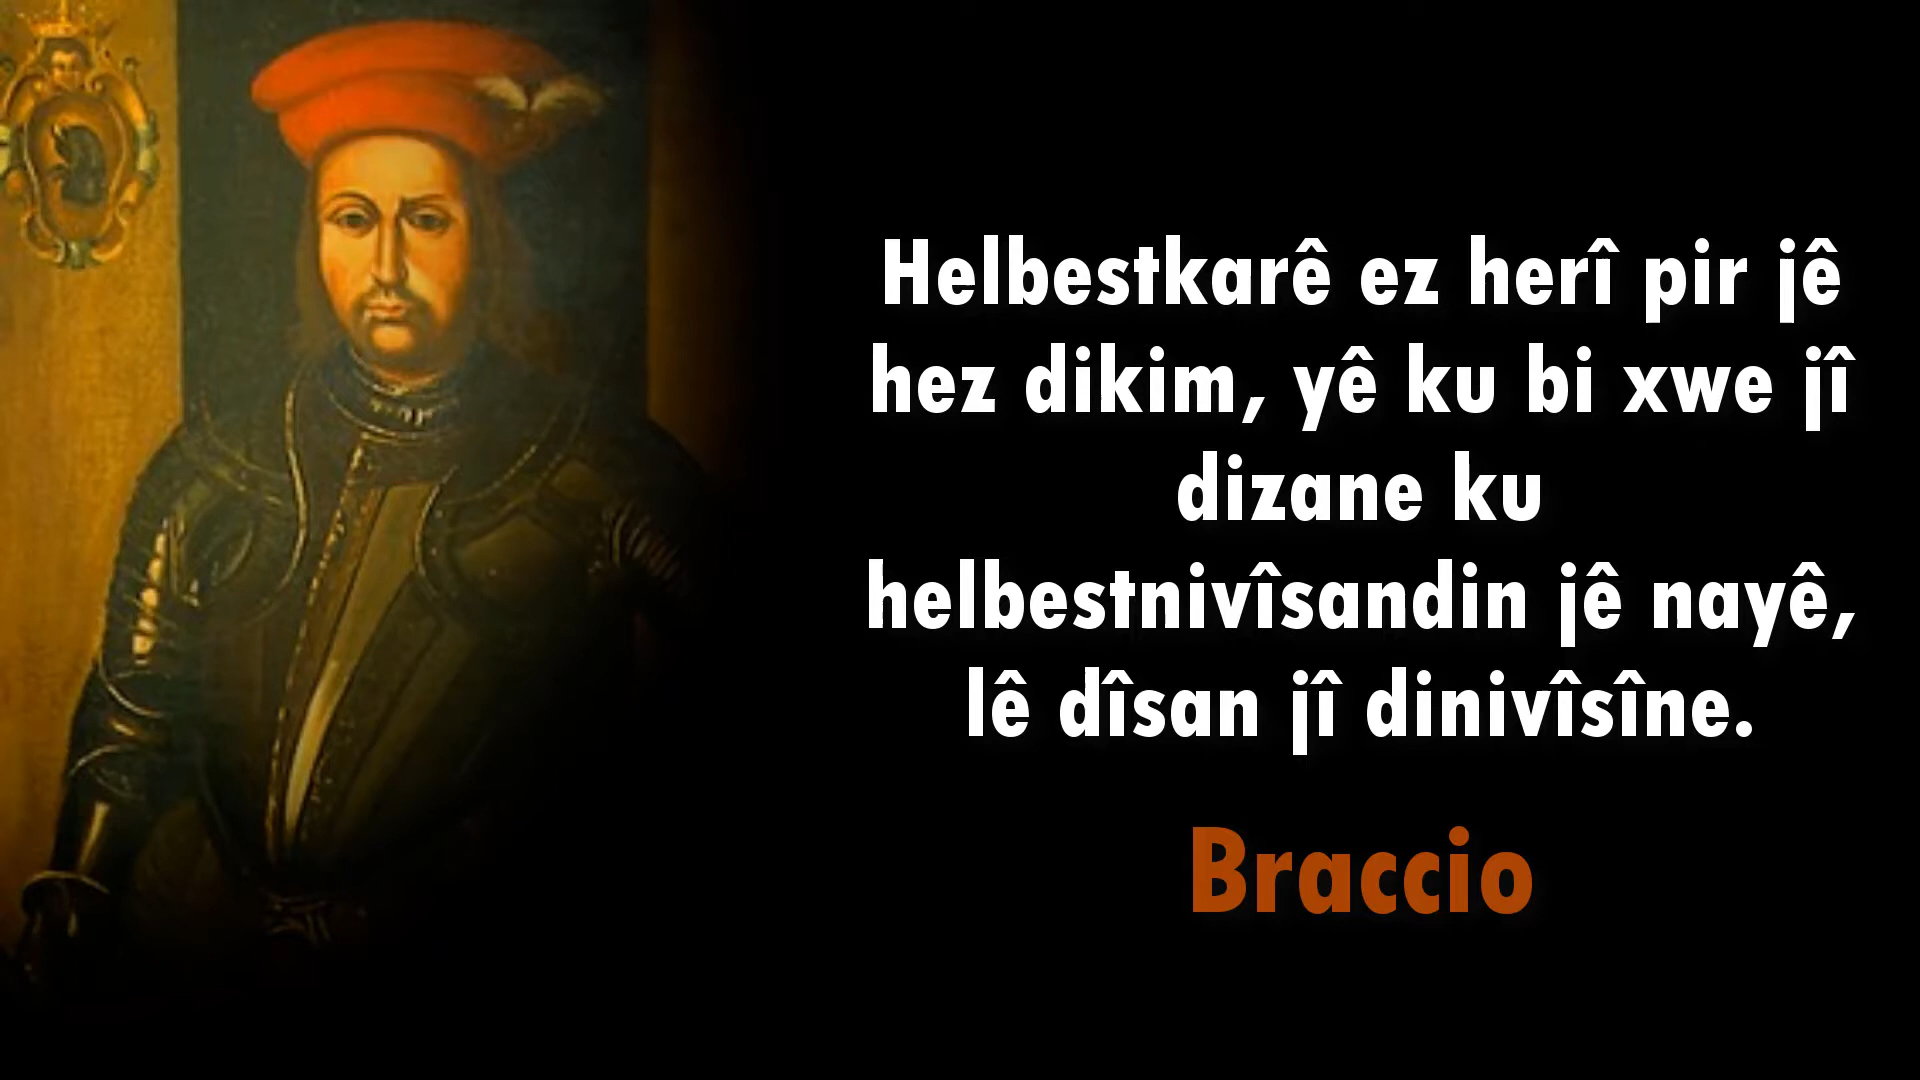 Helbestkarê ez herî pir jê
hez dikim, yê ku bi xwe jî
dizane ku
helbestnivîsandin jê nayê,
lê dîsan jî dinivîsîne.
Braccio